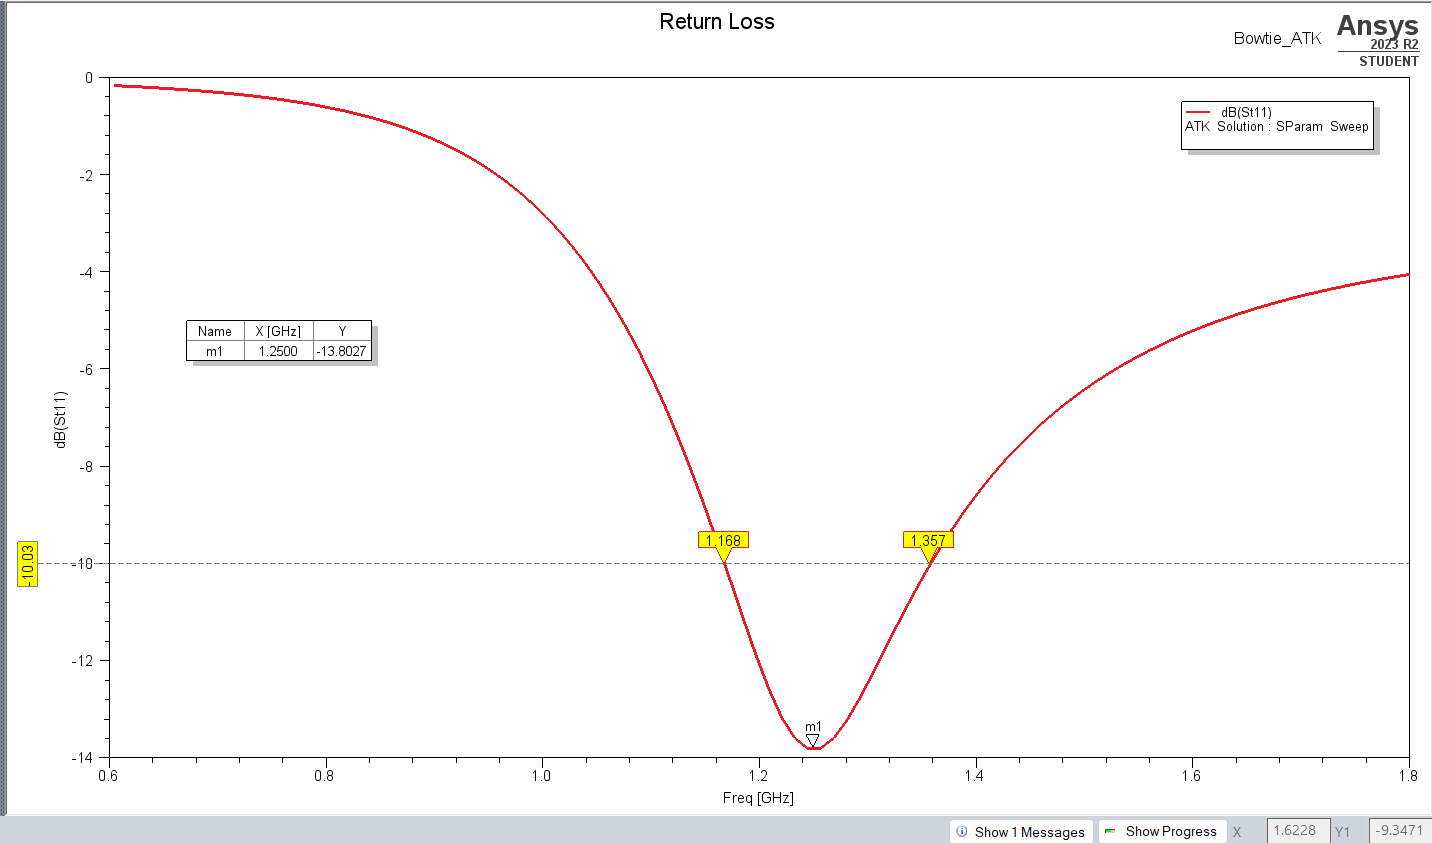 Return Loss
Bowtie_ATK
Ansys
2023 R2
STUDENT
dB(St11)
ATK Solution : SParam Sweep
Name X [GHz] Y
m1 1.2500 -13.8027
dB(St11)
0
-2
-4
-6
-8
-10
-12
-14
-10.03
1.168
1.357
m1
0.6 0.8 1.0 1.2 1.4 1.6 1.8
Freq [GHz]
Show 1 Messages
Show Progress
X 1.6228 Y1 -9.3471